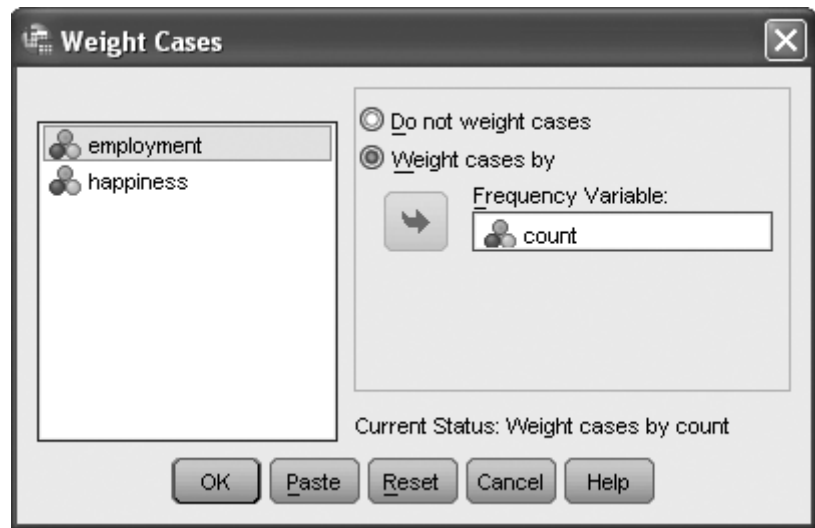 Weight Cases
employment
happiness
Do not weight cases
Weight cases by
Frequency Variable:
count
Current Status: Weight cases by count
OK
Paste
Reset
Cancel
Help